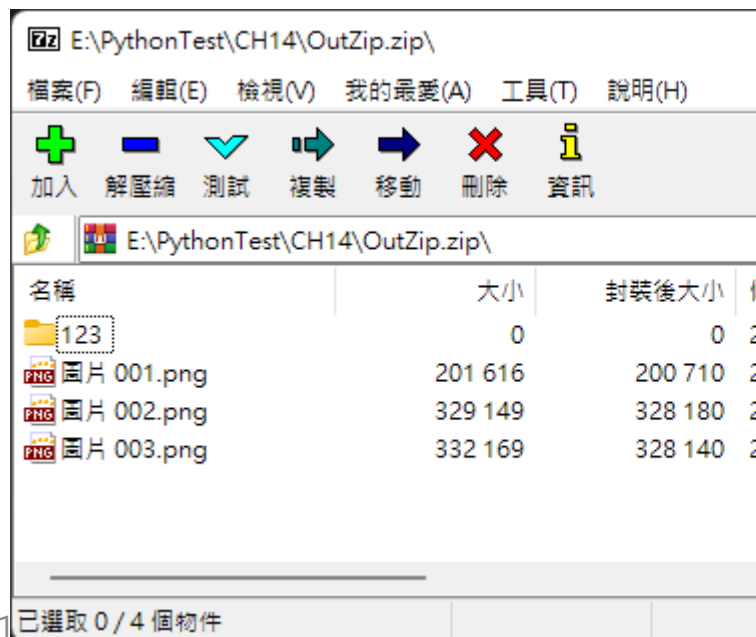 E:\PythonTest\CH14\OutZip.zip\
檔案(F) 編輯(E) 檢視(V) 我的最愛(A) 工具(T) 說明(H)
加入 解壓縮 測試 複製 移動 刪除 資訊
E:\PythonTest\CH14\OutZip.zip\
名稱 大小 封裝後大小
123 0 0 2
圖片 001.png 201 616 200 710 2
圖片 002.png 329 149 328 180 2
圖片 003.png 332 169 328 140 2
已選取 0 / 4 個物件